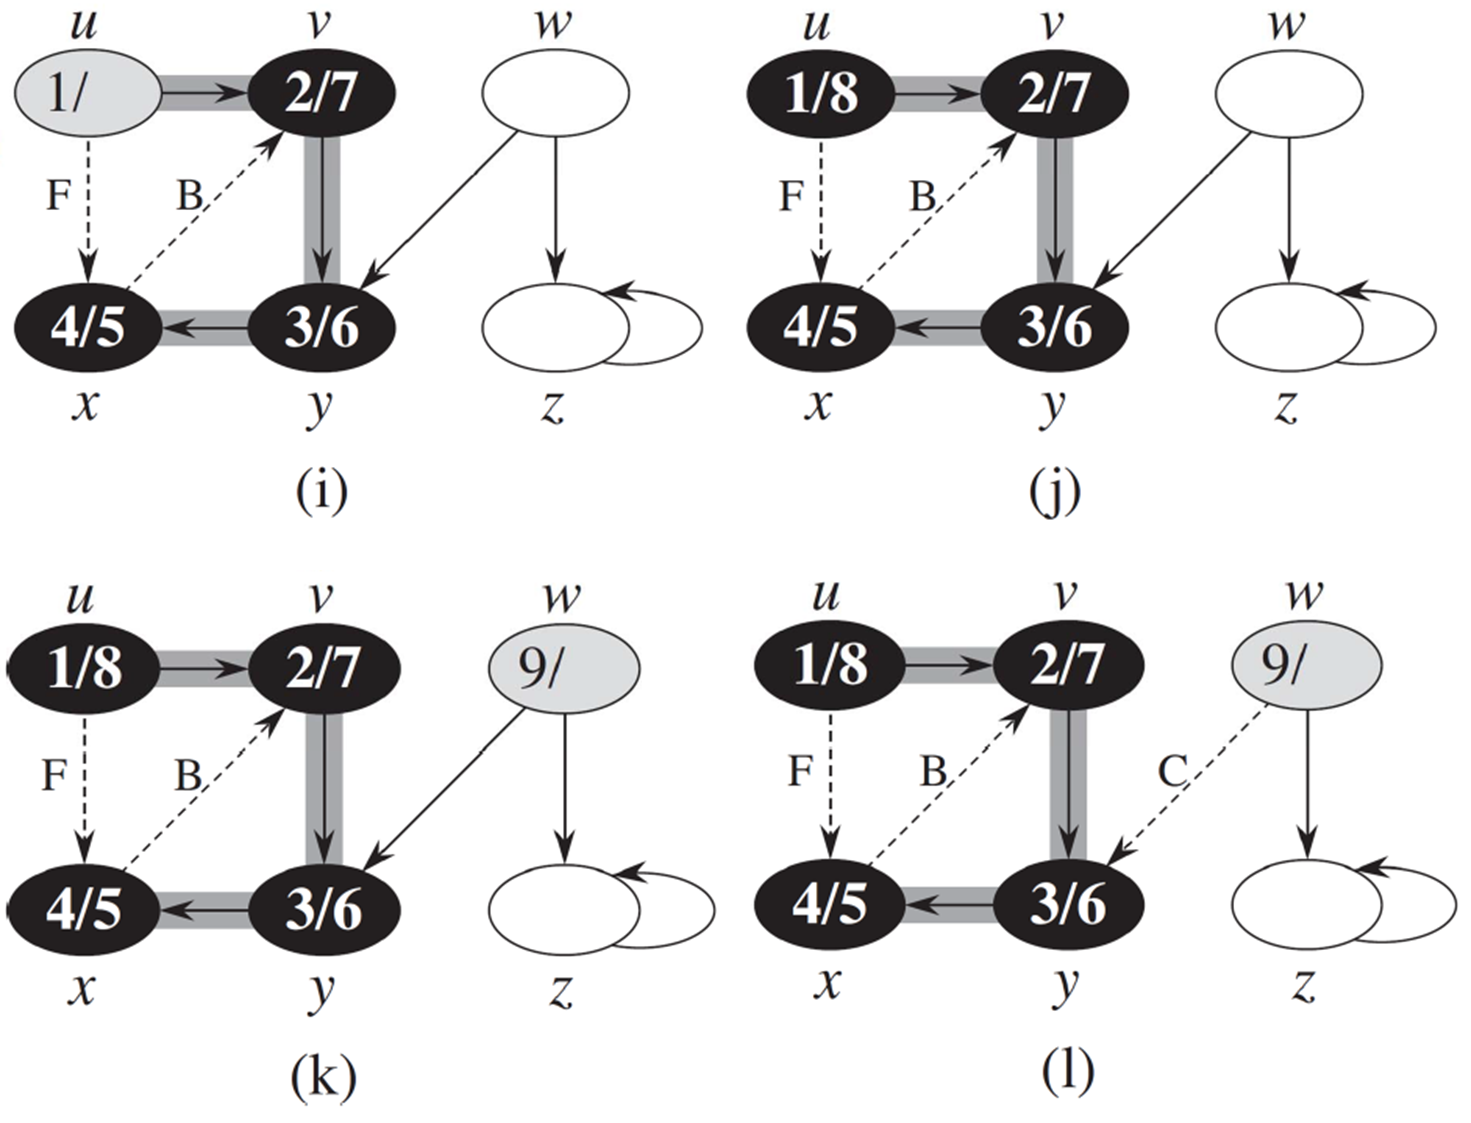 u v w u v w
1/ 2/7 1/8 2/7
F B F B
4/5 3/6 4/5 3/6
x y z x y z
(i) (j)
u v w u v w
1/8 2/7 9/ 1/8 2/7 9/
F B F B C
4/5 3/6 4/5 3/6
x y z x y z
(k) (l)